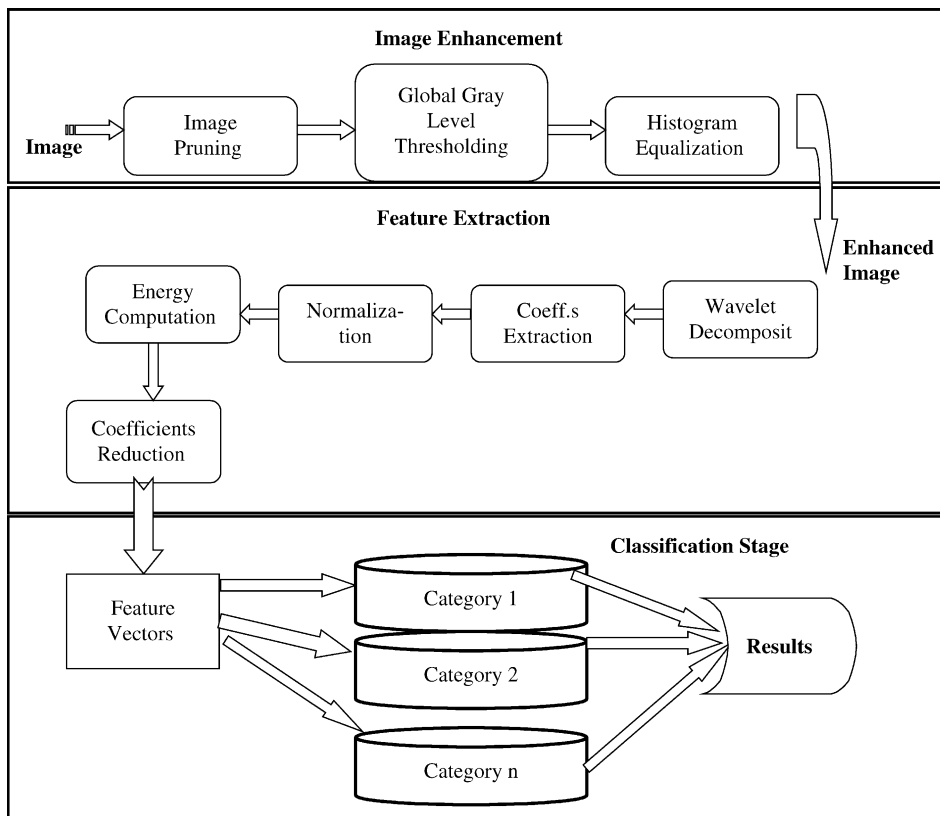 Image Enhancement
Image
Image
Pruning
Global Gray
Level
Thresholding
Histogram
Equalization
Feature Extraction
Enhanced
Image
Energy
Computation
Normaliza-
tion
Coeff.s
Extraction
Wavelet
Decomposit
Coefficients
Reduction
Classification Stage
Feature
Vectors
Category 1
Category 2
Category n
Results